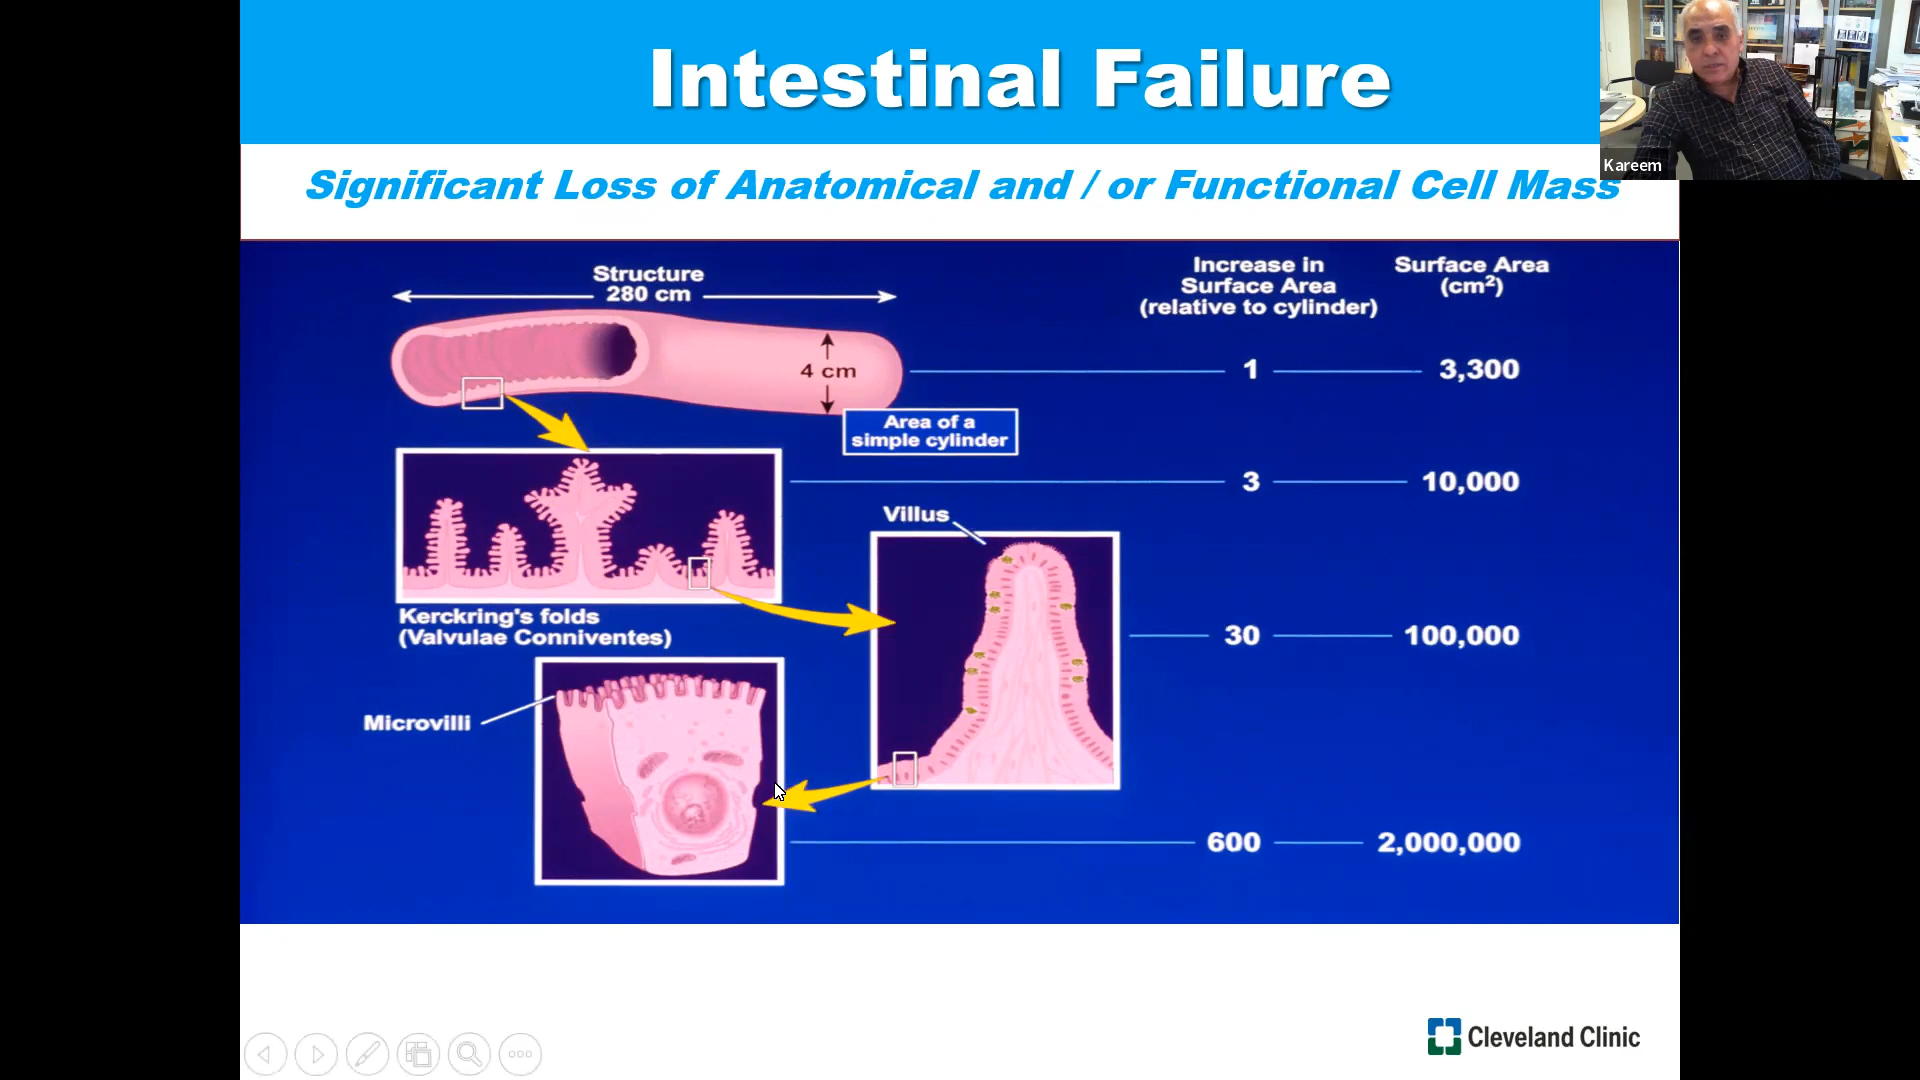 Intestinal Failure
Kareem
Significant Loss of Anatomical and / or Functional Cell Mass
Structure
280 cm
Increase in
Surface Area
(relative to cylinder)
Surface Area
(cm²)
4 cm
1
3,300
Area of a
simple cylinder
3
10,000
Villus
Kerckring's folds
(Valvulae Conniventes)
30
100,000
Microvilli
600
2,000,000
Cleveland Clinic